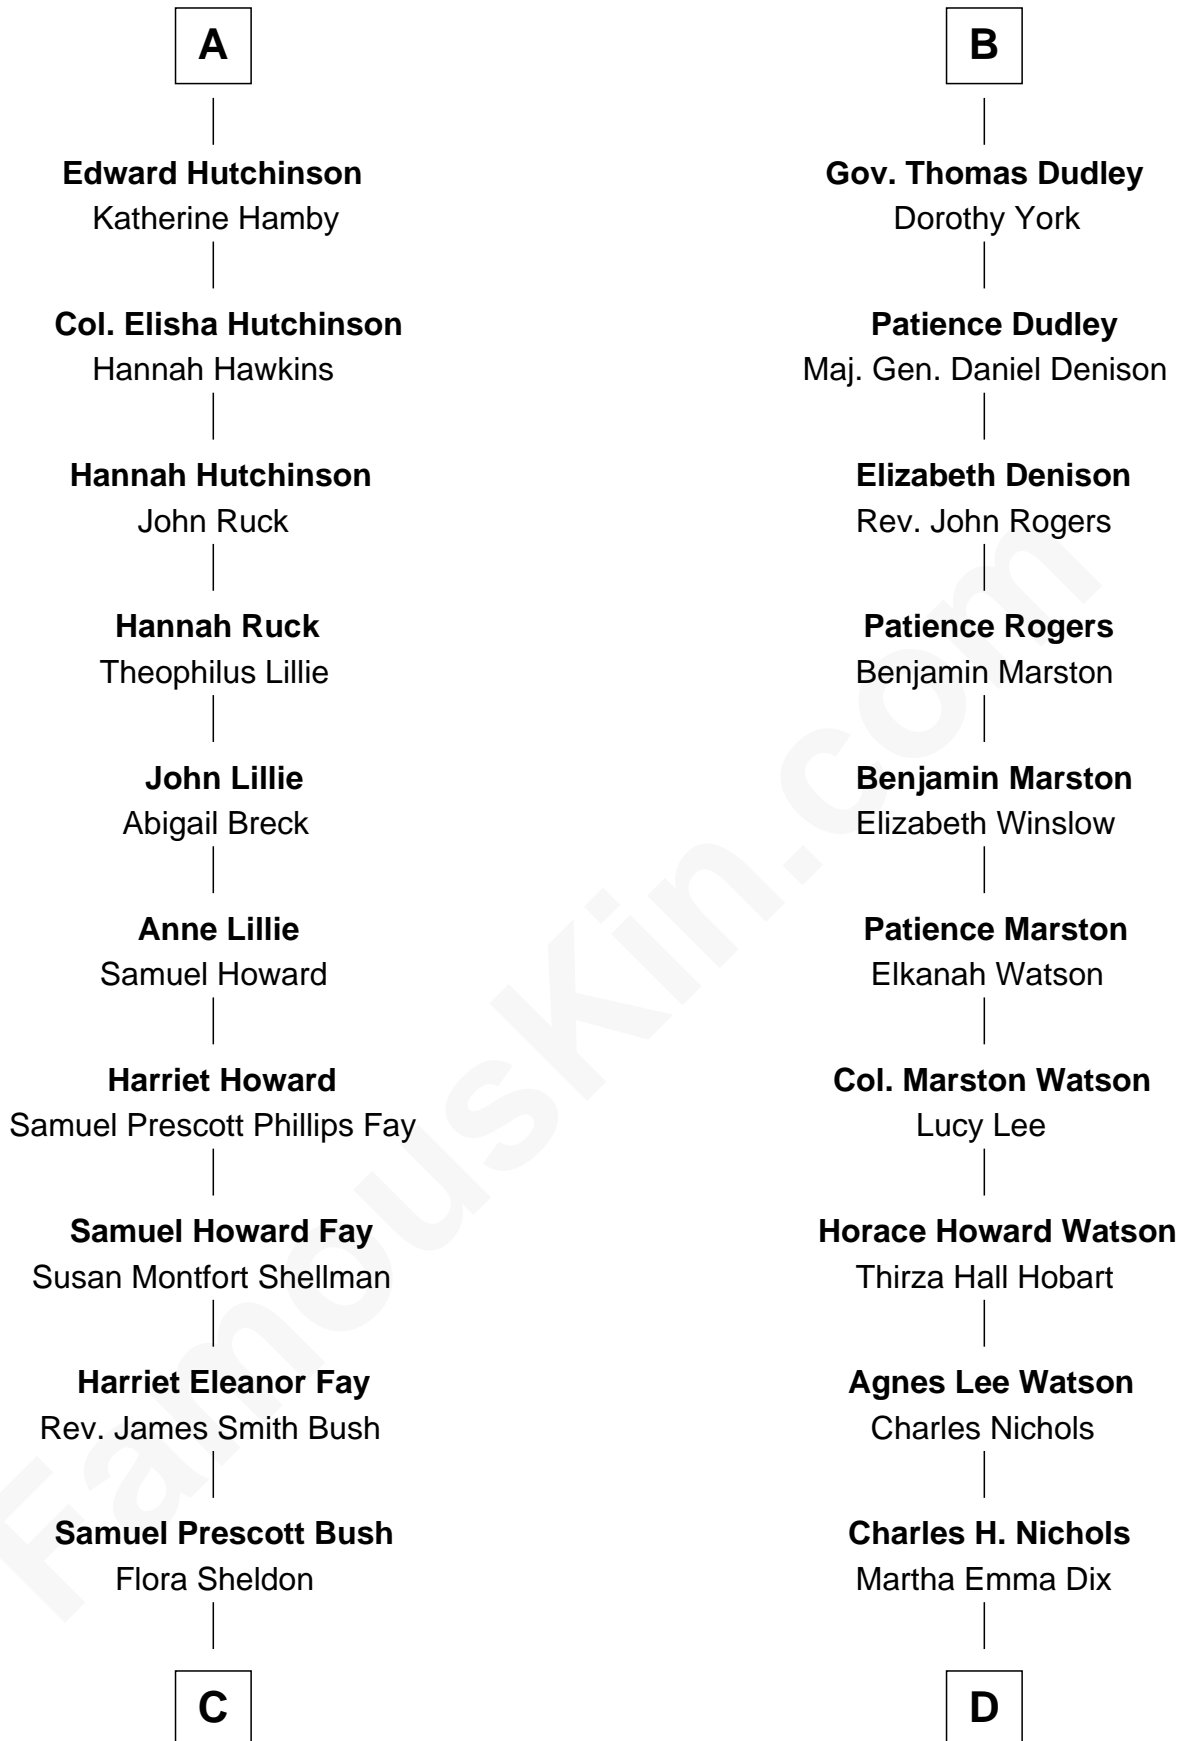 A
Edward Hutchinson
Katherine Hamby
Col. Elisha Hutchinson
Hannah Hawkins
Hannah Hutchinson
John Ruck
Hannah Ruck
Theophilus Lillie
John Lillie
Abigail Breck
Anne Lillie
Samuel Howard
Harriet Howard
Samuel Prescott Phillips Fay
Samuel Howard Fay
Susan Montfort Shellman
Harriet Eleanor Fay
Rev. James Smith Bush
Samuel Prescott Bush
Flora Sheldon
C
B
Gov. Thomas Dudley
Dorothy York
Patience Dudley
Maj. Gen. Daniel Denison
Elizabeth Denison
Rev. John Rogers
Patience Rogers
Benjamin Marston
Benjamin Marston
Elizabeth Winslow
Patience Marston
Elkanah Watson
Col. Marston Watson
Lucy Lee
Horace Howard Watson
Thirza Hall Hobart
Agnes Lee Watson
Charles Nichols
Charles H. Nichols
Martha Emma Dix
D
FamousKin.com